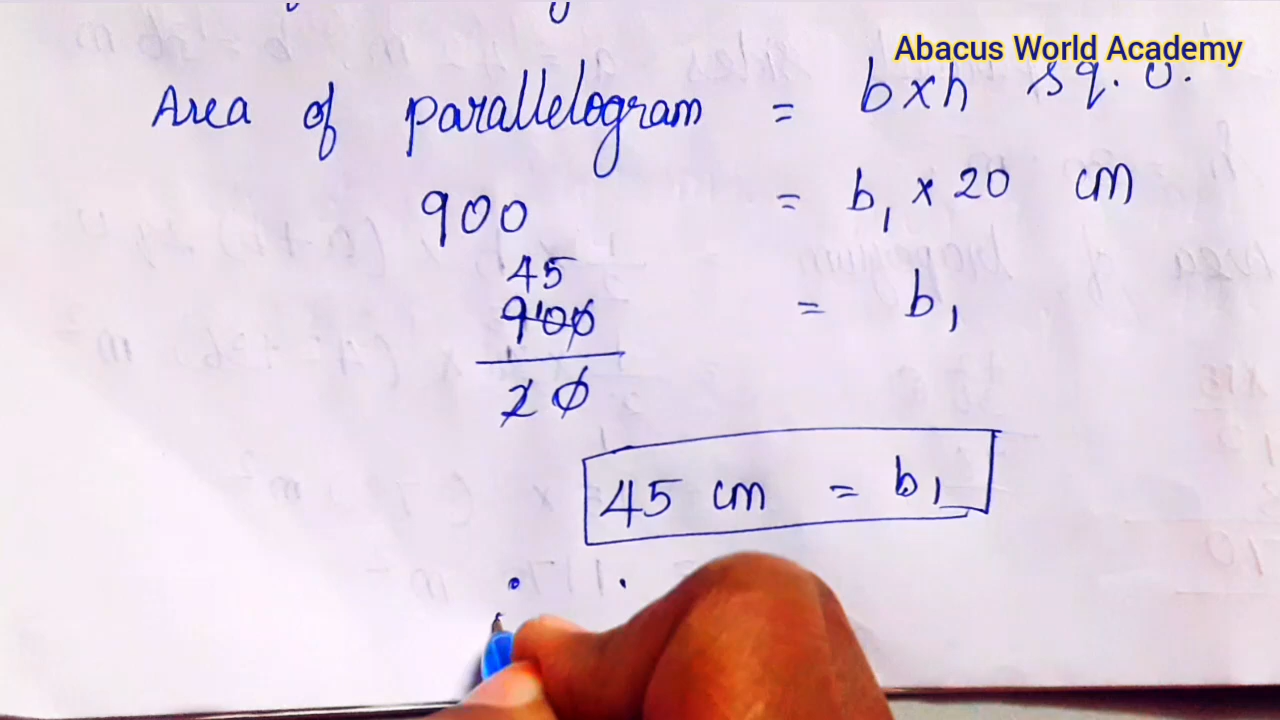 Abacus World Academy
Area of parallelogram = b x h sq. u.
900 = b₁ x 20 cm
45
900 = b₁
20
45 cm = b₁